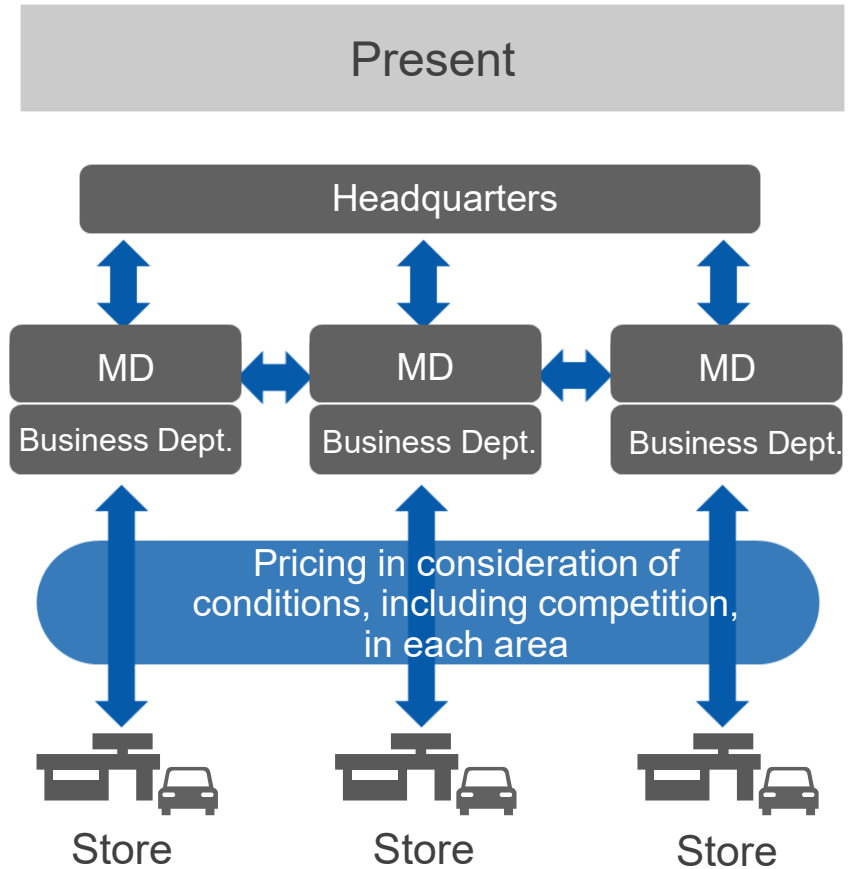 Present
Headquarters
MD
MD
MD
Business Dept.
Business Dept.
Business Dept.
Pricing in consideration of
conditions, including competition,
in each area
Store
Store
Store